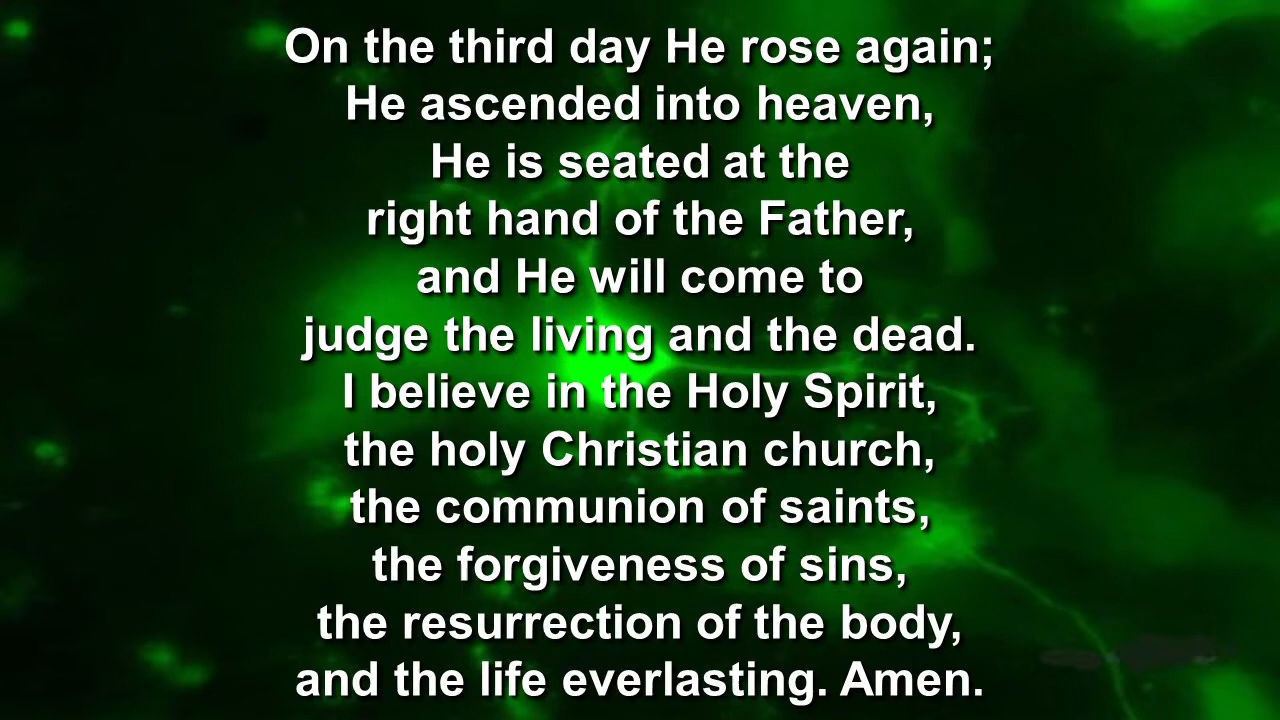 On the third day He rose again;
He ascended into heaven,
He is seated at the
right hand of the Father,
and He will come to
judge the living and the dead.
I believe in the Holy Spirit,
the holy Christian church,
the communion of saints,
the forgiveness of sins,
the resurrection of the body,
and the life everlasting. Amen.